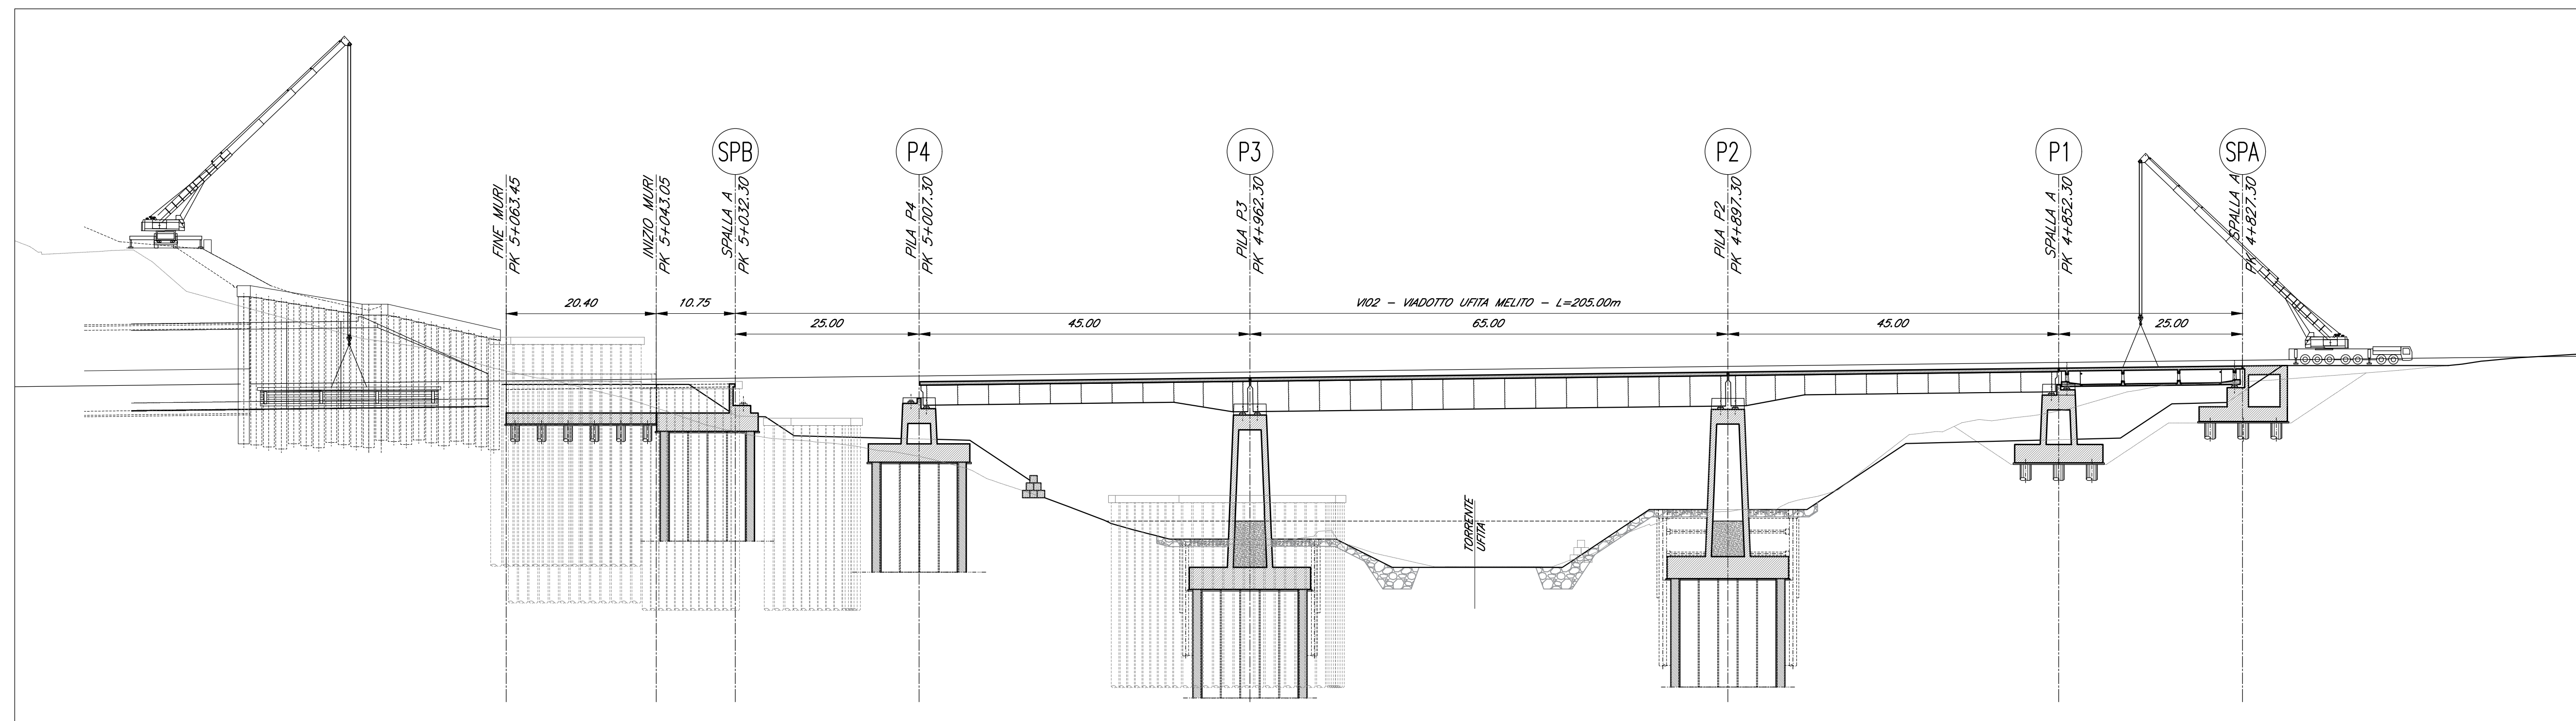 SPB
P4
P3
P2
P1
SPA
FINE MURI
PK 5+063.45
INIZIO MURI
PK 5+043.05
SPALLA A
PK 5+032.30
PILA P4
PK 5+007.30
PILA P3
PK 4+962.30
PILA P2
PK 4+897.30
SPALLA A
PK 4+852.30
SPALLA A
PK 4+827.30
20.40
10.75
VI02 - VIADOTTO UFITA MELITO - L=205.00m
25.00
45.00
65.00
45.00
25.00
TORRENTE
UFITA